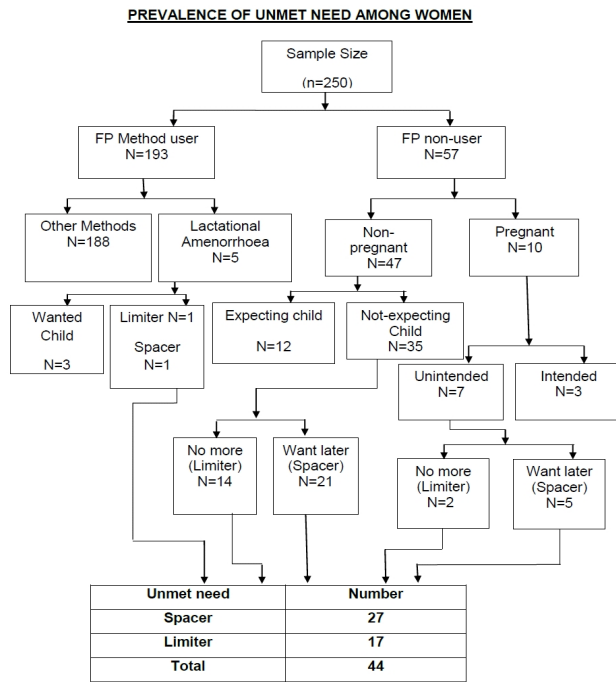 PREVALENCE OF UNMET NEED AMONG WOMEN
Sample Size
(n=250)
FP Method user
N=193
FP non-user
N=57
Other Methods
N=188
Lactational
Amenorrhoea
N=5
Non-
pregnant
N=47
Pregnant
N=10
Wanted
Child
N=3
Limiter N=1
Spacer
N=1
Expecting child
N=12
Not-expecting
Child
N=35
Unintended
N=7
Intended
N=3
No more
(Limiter)
N=14
Want later
(Spacer)
N=21
No more
(Limiter)
N=2
Want later
(Spacer)
N=5
Unmet need Number
Spacer 27
Limiter 17
Total 44